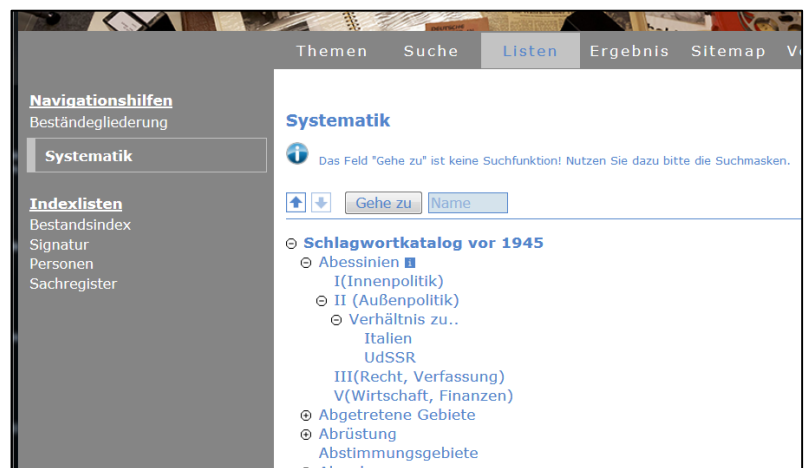 DEUTSCHE
Themen Suche Listen Ergebnis Sitemap
Navigationshilfen
Beständegliederung
Systematik
Indexlisten
Bestandsindex
Signatur
Personen
Sachregister
Systematik
Das Feld "Gehe zu" ist keine Suchfunktion! Nutzen Sie dazu bitte die Suchmasken.
Gehe zu Name
Schlagwortkatalog vor 1945
Abessinien i
I(Innenpolitik)
II (Außenpolitik)
Verhältnis zu..
Italien
UdSSR
III(Recht, Verfassung)
V(Wirtschaft, Finanzen)
Abgetretene Gebiete
Abrüstung
Abstimmungsgebiete